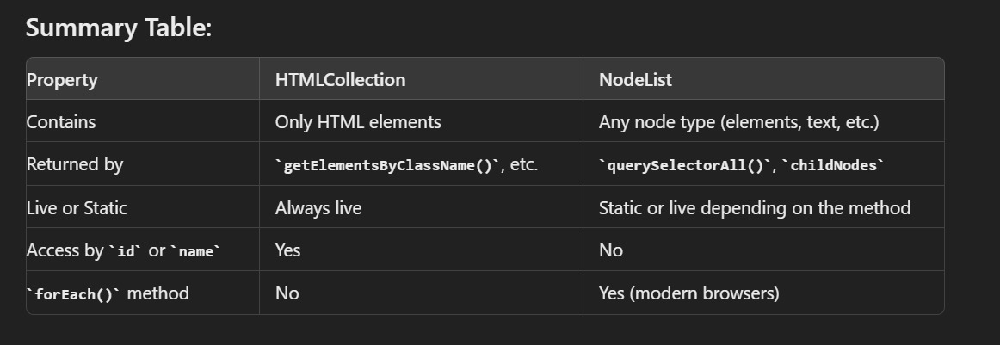 Summary Table:
Property HTMLCollection NodeList
Contains Only HTML elements Any node type (elements, text, etc.)
Returned by `getElementsByClassName()`, etc. `querySelectorAll()`, `childNodes`
Live or Static Always live Static or live depending on the method
Access by `id` or `name` Yes No
`forEach()` method No Yes (modern browsers)